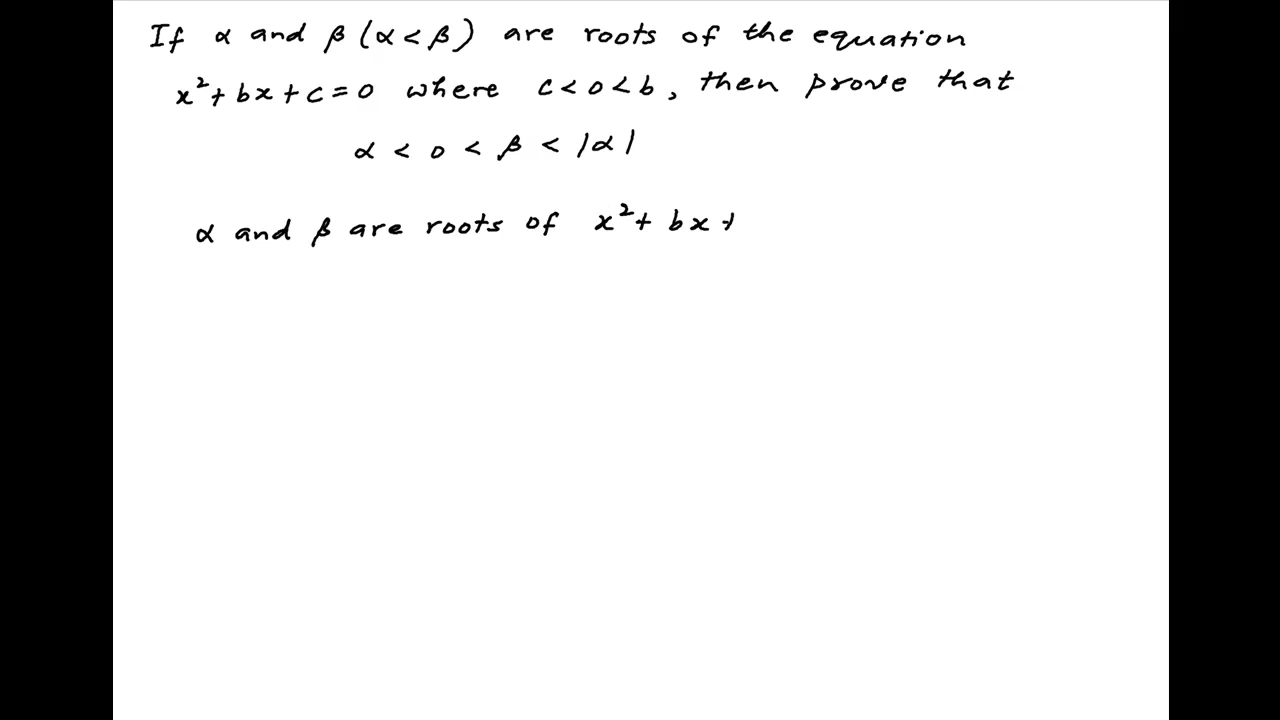 If α and β (α < β) are roots of the equation
x² + bx + c = 0 where c < 0 < b, then prove that
α < 0 < β < |α|
α and β are roots of x² + bx +